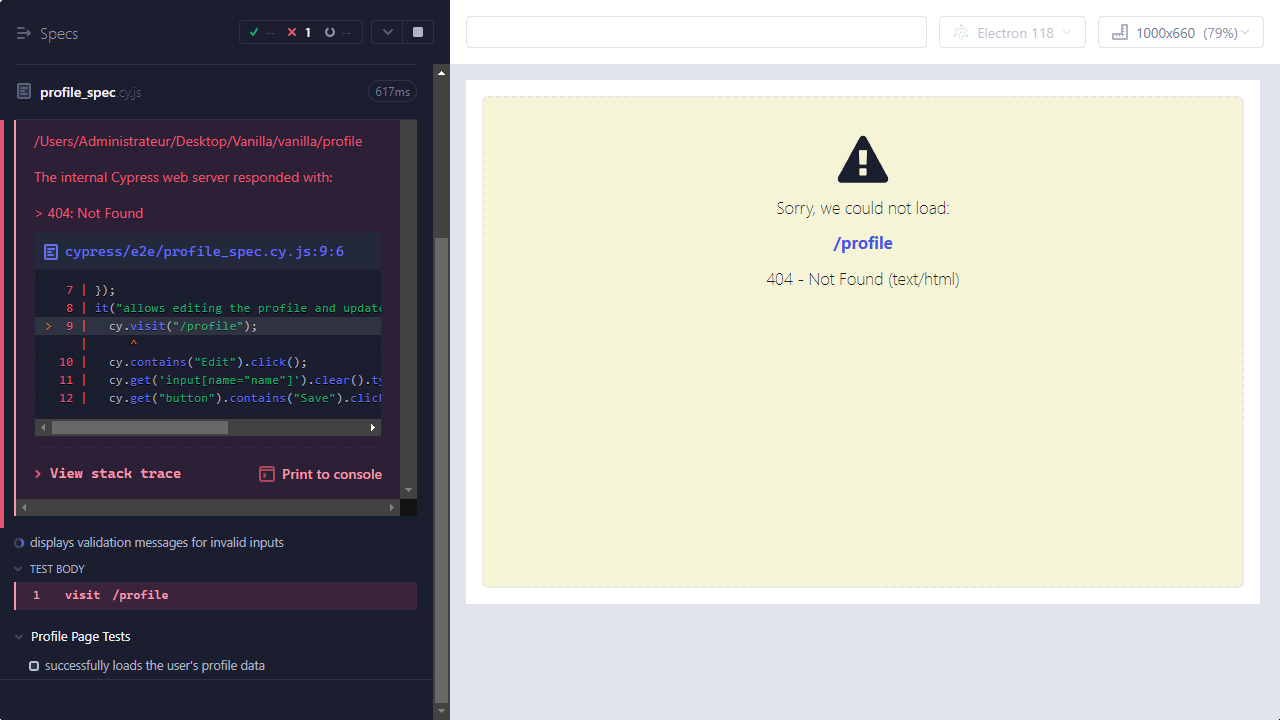 Specs
-- 1 --
Electron 118
1000x660 (79%)
profile_spec.cy.js
617ms
/Users/Administrateur/Desktop/Vanilla/vanilla/profile
The internal Cypress web server responded with:
> 404: Not Found
cypress/e2e/profile_spec.cy.js:9:6
7 | });
8 | it("allows editing the profile and update
> 9 |   cy.visit("/profile");
|      ^
10 |   cy.contains("Edit").click();
11 |   cy.get('input[name="name"]').clear().ty
12 |   cy.get("button").contains("Save").click
View stack trace
Print to console
displays validation messages for invalid inputs
TEST BODY
1 visit /profile
Profile Page Tests
successfully loads the user's profile data
Sorry, we could not load:
/profile
404 - Not Found (text/html)